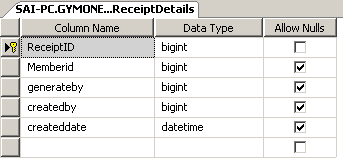 SAI-PC.GYMONE...ReceiptDetails
Column Name Data Type Allow Nulls
ReceiptID bigint
Memberid bigint
generateby bigint
createdby bigint
createddate datetime